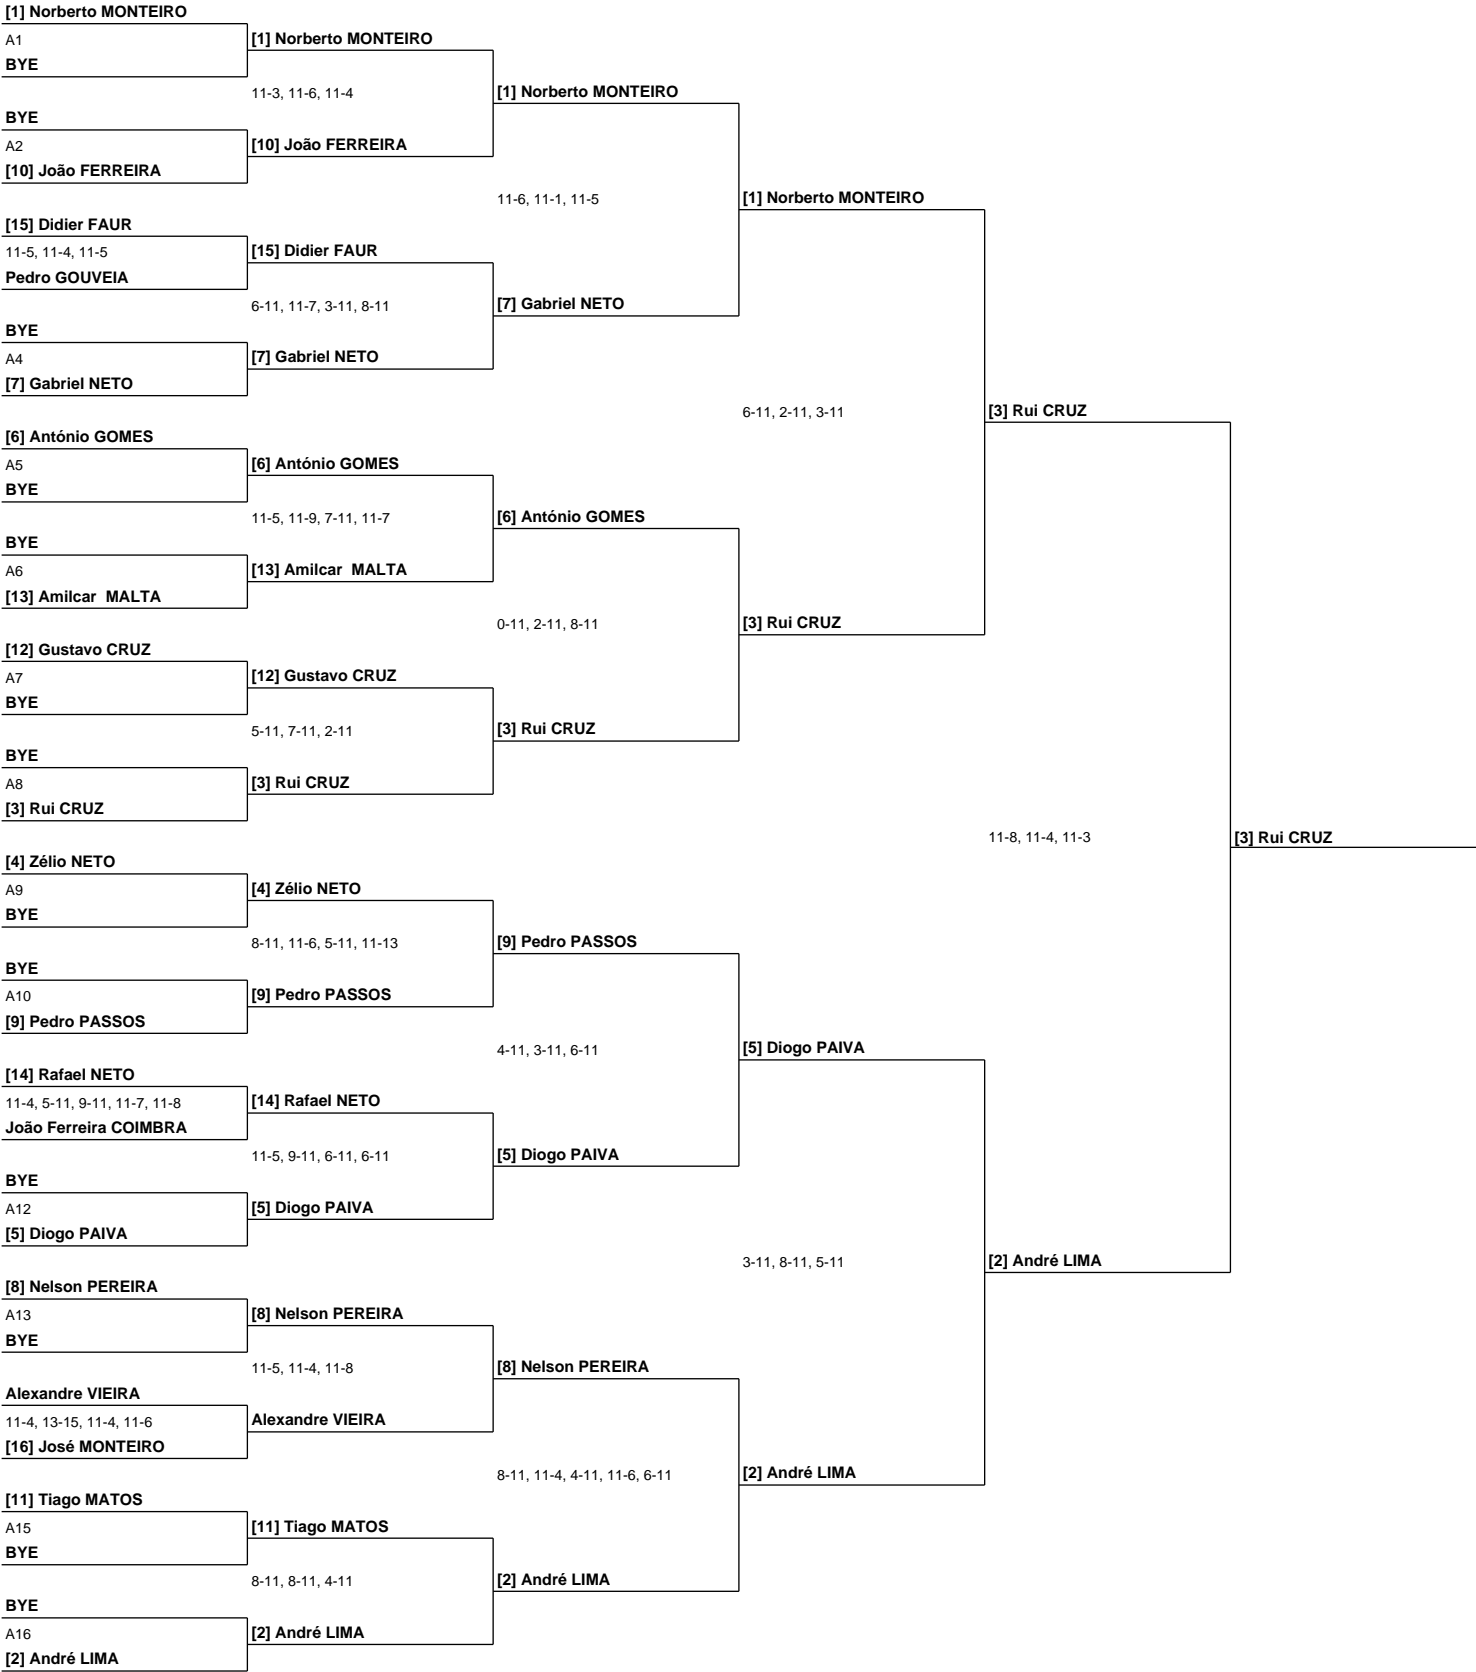 [1] Norberto MONTEIRO
A1
BYE
BYE
A2
[10] João FERREIRA
[15] Didier FAUR
11-5, 11-4, 11-5
Pedro GOUVEIA
BYE
A4
[7] Gabriel NETO
[6] António GOMES
A5
BYE
BYE
A6
[13] Amilcar  MALTA
[12] Gustavo CRUZ
A7
BYE
BYE
A8
[3] Rui CRUZ
[4] Zélio NETO
A9
BYE
BYE
A10
[9] Pedro PASSOS
[14] Rafael NETO
11-4, 5-11, 9-11, 11-7, 11-8
João Ferreira COIMBRA
BYE
A12
[5] Diogo PAIVA
[8] Nelson PEREIRA
A13
BYE
Alexandre VIEIRA
11-4, 13-15, 11-4, 11-6
[16] José MONTEIRO
[11] Tiago MATOS
A15
BYE
BYE
A16
[2] André LIMA
[1] Norberto MONTEIRO
11-3, 11-6, 11-4
[10] João FERREIRA
[15] Didier FAUR
6-11, 11-7, 3-11, 8-11
[7] Gabriel NETO
[6] António GOMES
11-5, 11-9, 7-11, 11-7
[13] Amilcar  MALTA
[12] Gustavo CRUZ
5-11, 7-11, 2-11
[3] Rui CRUZ
[4] Zélio NETO
8-11, 11-6, 5-11, 11-13
[9] Pedro PASSOS
[14] Rafael NETO
11-5, 9-11, 6-11, 6-11
[5] Diogo PAIVA
[8] Nelson PEREIRA
11-5, 11-4, 11-8
Alexandre VIEIRA
[11] Tiago MATOS
8-11, 8-11, 4-11
[2] André LIMA
[1] Norberto MONTEIRO
11-6, 11-1, 11-5
[7] Gabriel NETO
[6] António GOMES
0-11, 2-11, 8-11
[3] Rui CRUZ
[9] Pedro PASSOS
4-11, 3-11, 6-11
[5] Diogo PAIVA
[8] Nelson PEREIRA
8-11, 11-4, 4-11, 11-6, 6-11
[2] André LIMA
[1] Norberto MONTEIRO
6-11, 2-11, 3-11
[3] Rui CRUZ
[5] Diogo PAIVA
3-11, 8-11, 5-11
[2] André LIMA
[3] Rui CRUZ
11-8, 11-4, 11-3
[2] André LIMA
[3] Rui CRUZ